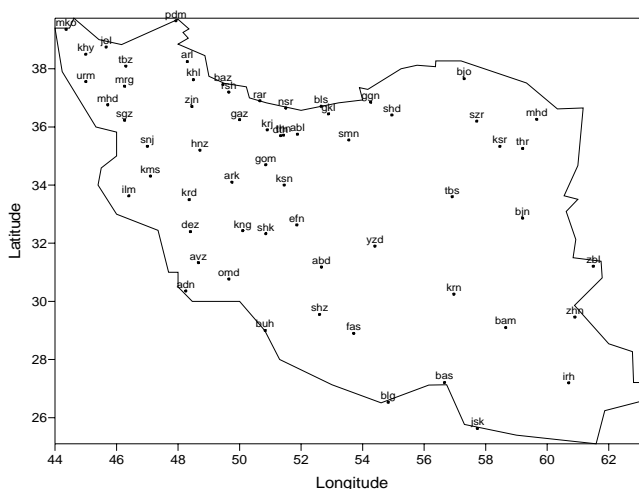 pdm
mko
jol
khy
tbz
arl
urm
mrg
khl
baz
rsh
bjo
mhd
zjn
rar
nsr
bls
gkl
ggn
shd
sgz
gaz
krj
abl
szr
mhd
snj
hnz
smn
ksr
thr
kms
ark
gom
ksn
ilm
krd
tbs
dez
kng
shk
efn
bjn
yzd
avz
omd
abd
zbl
adn
krn
shz
zhn
buh
fas
bam
bas
irh
blg
jsk
38
36
34
32
30
28
26
Latitude
44 46 48 50 52 54 56 58 60 62
Longitude